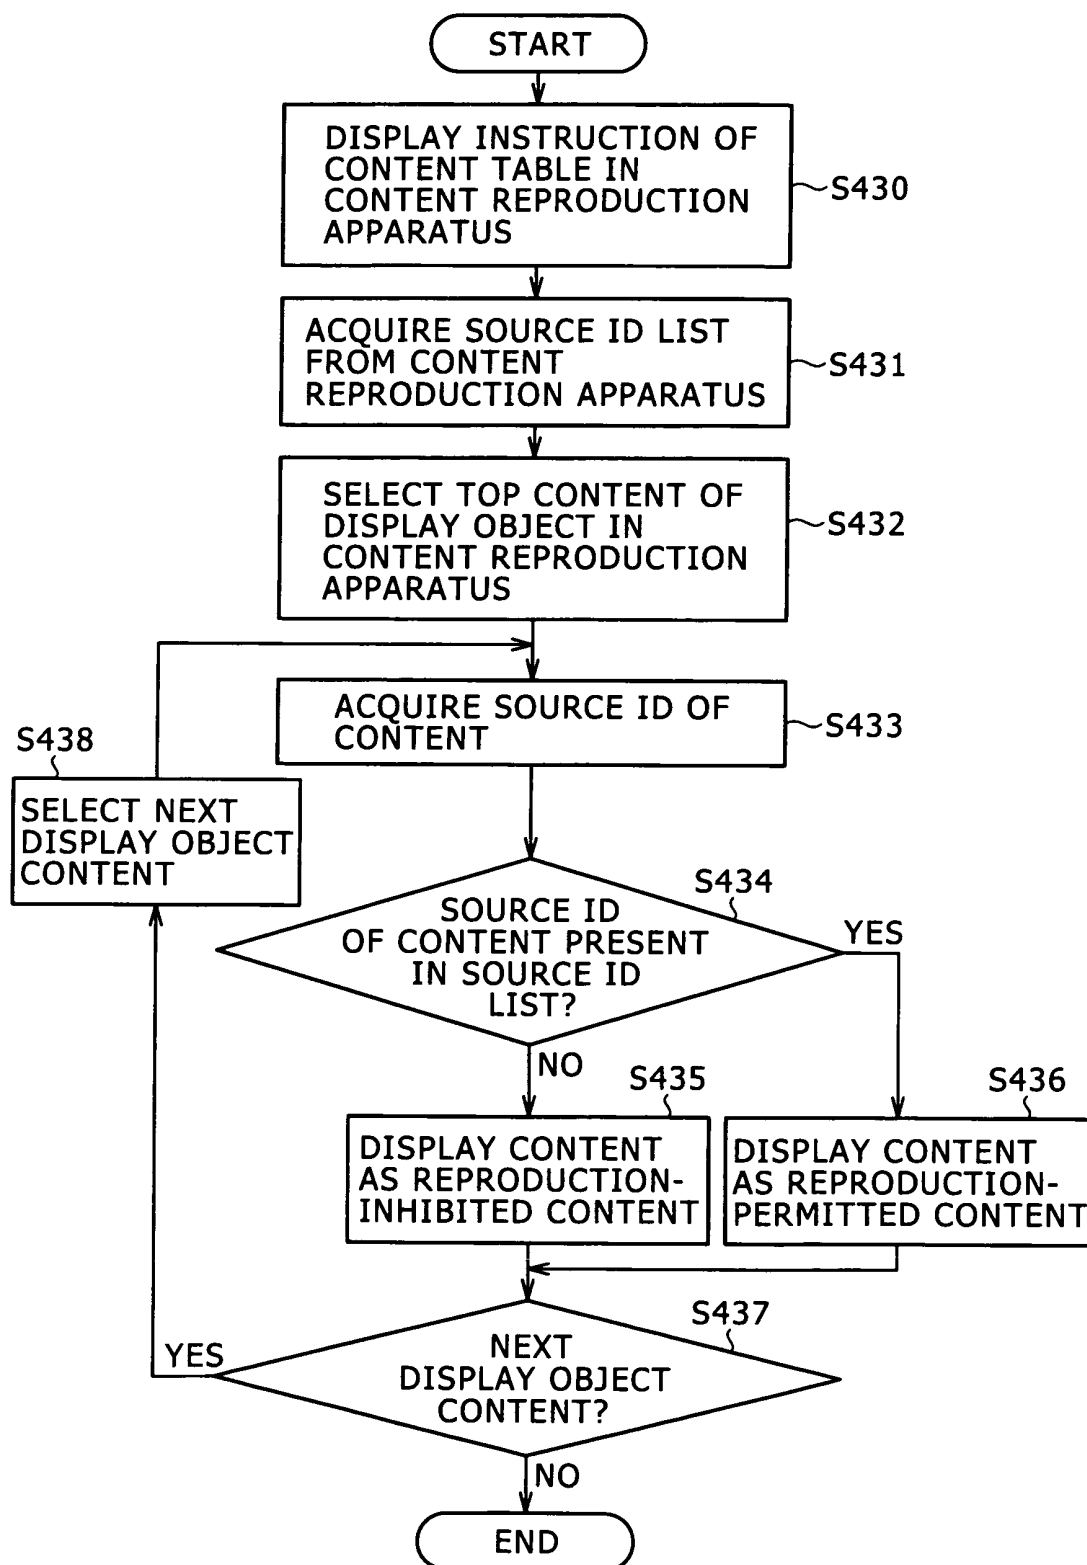 START
DISPLAY INSTRUCTION OF
CONTENT TABLE IN
CONTENT REPRODUCTION
APPARATUS
S430
ACQUIRE SOURCE ID LIST
FROM CONTENT
REPRODUCTION APPARATUS
S431
SELECT TOP CONTENT OF
DISPLAY OBJECT IN
CONTENT REPRODUCTION
APPARATUS
S432
ACQUIRE SOURCE ID OF
CONTENT
S433
S438
SELECT NEXT
DISPLAY OBJECT
CONTENT
S434
SOURCE ID
OF CONTENT PRESENT
IN SOURCE ID
LIST?
YES
NO
S435
DISPLAY CONTENT
AS REPRODUCTION-
INHIBITED CONTENT
S436
DISPLAY CONTENT
AS REPRODUCTION-
PERMITTED CONTENT
S437
NEXT
DISPLAY OBJECT
CONTENT?
YES
NO
END